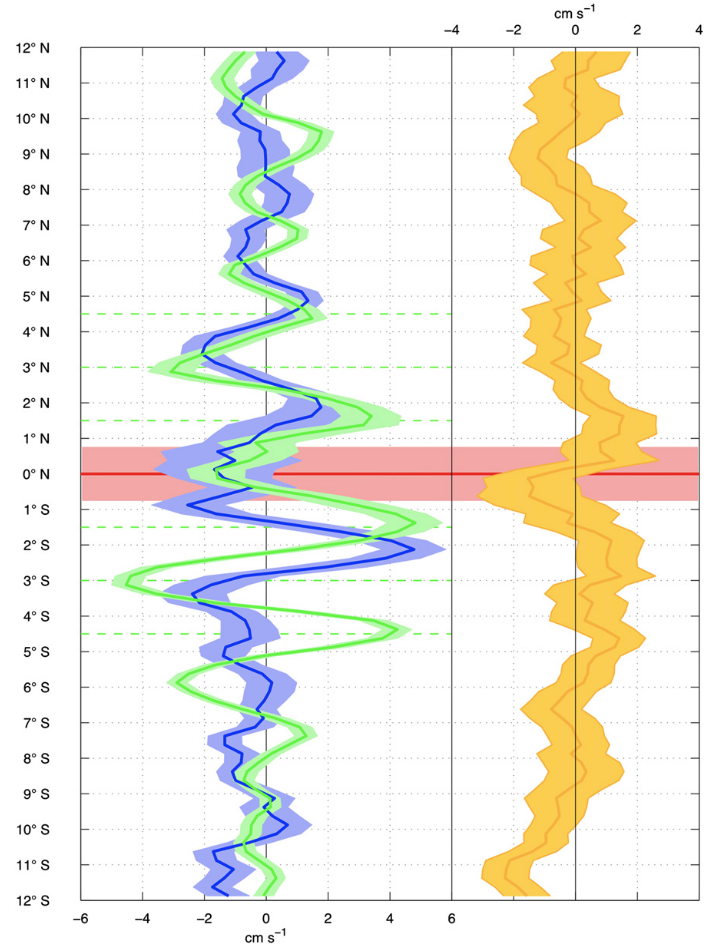 cm s⁻¹
−4 −2 0 2 4
12° N
11° N
10° N
9° N
8° N
7° N
6° N
5° N
4° N
3° N
2° N
1° N
0° N
1° S
2° S
3° S
4° S
5° S
6° S
7° S
8° S
9° S
10° S
11° S
12° S
−6 −4 −2 0 2 4 6
cm s⁻¹